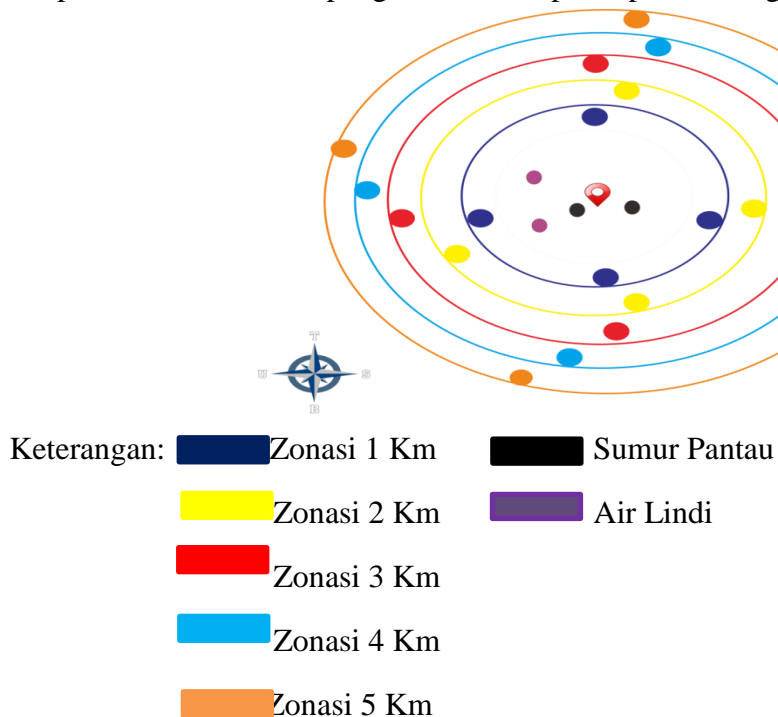 T
U S
B
Keterangan: Zonasi 1 Km Sumur Pantau
Zonasi 2 Km Air Lindi
Zonasi 3 Km
Zonasi 4 Km
Zonasi 5 Km